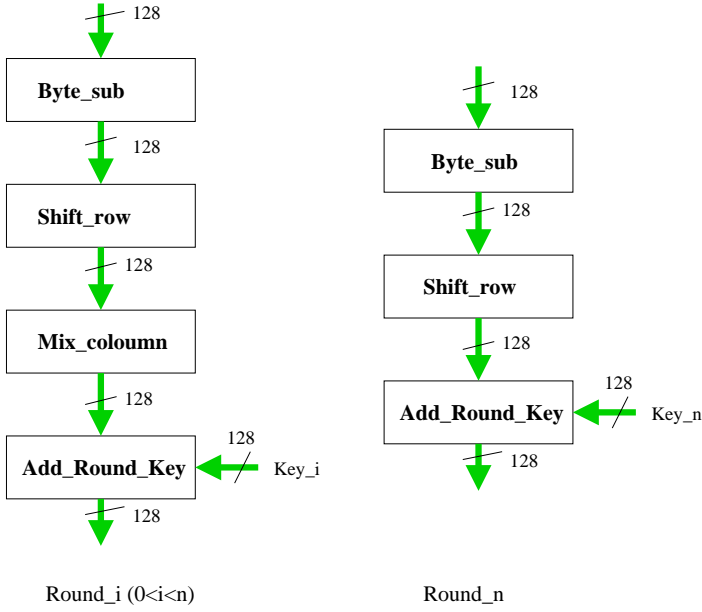 128
Byte_sub
128
Shift_row
128
Mix_coloumn
128
128
Add_Round_Key
Key_i
128
Round_i (0<i<n)
128
Byte_sub
128
Shift_row
128
128
Add_Round_Key
Key_n
128
Round_n